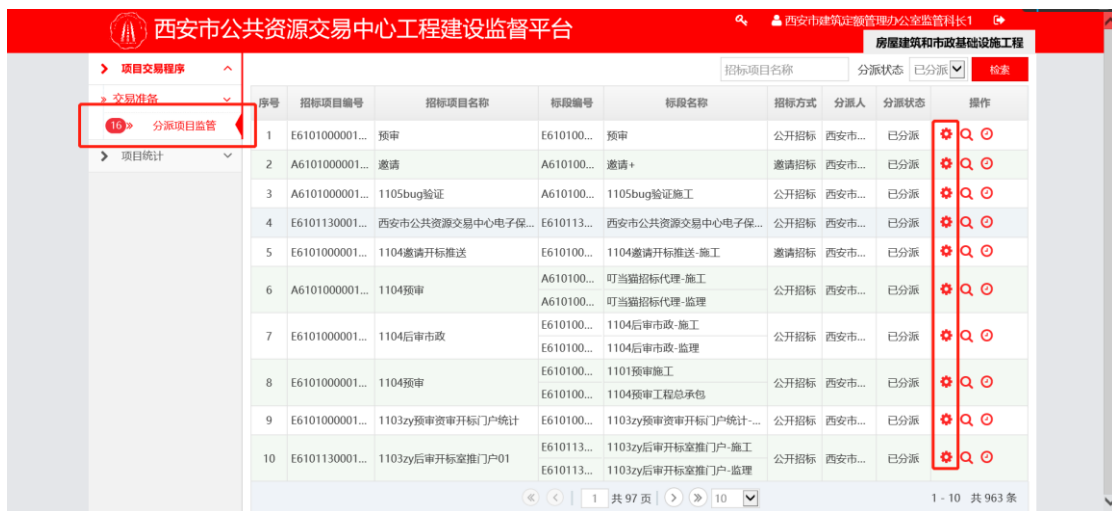 西安市公共资源交易中心工程建设监督平台
西安市建筑定额管理办公室监管科长1
房屋建筑和市政基础设施工程
项目交易程序
招标项目名称 分派状态 已分派 检索
交易准备
16 分派项目监管
项目统计
序号 招标项目编号 招标项目名称 标段编号 标段名称 招标方式 分派人 分派状态 操作
1 E6101000001... 预审 E610100... 预审 公开招标 西安市... 已分派
2 A6101000001... 邀请 A610100... 邀请+ 邀请招标 西安市... 已分派
3 A6101000001... 1105bug验证 A610100... 1105bug验证施工 公开招标 西安市... 已分派
4 E6101130001... 西安市公共资源交易中心电子保... E610113... 西安市公共资源交易中心电子保... 公开招标 西安市... 已分派
5 E6101000001... 1104邀请开标推送 E610100... 1104邀请开标推送-施工 邀请招标 西安市... 已分派
6 A6101000001... 1104预审 A610100... 叮当猫招标代理-施工 公开招标 西安市... 已分派
A610100... 叮当猫招标代理-监理
7 E6101000001... 1104后审市政 E610100... 1104后审市政-施工 公开招标 西安市... 已分派
E610100... 1104后审市政-监理
8 E6101000001... 1104预审 E610100... 1101预审施工 公开招标 西安市... 已分派
E610100... 1104预审工程总承包
9 E6101000001... 1103zy预审资审开标门户统计 E610100... 1103zy预审资审开标门户统计-... 公开招标 西安市... 已分派
10 E6101130001... 1103zy后审开标室推门户01 E610113... 1103zy后审开标室推门户-施工 公开招标 西安市... 已分派
E610113... 1103zy后审开标室推门户-监理
1 共 97 页 10 1 - 10 共 963 条